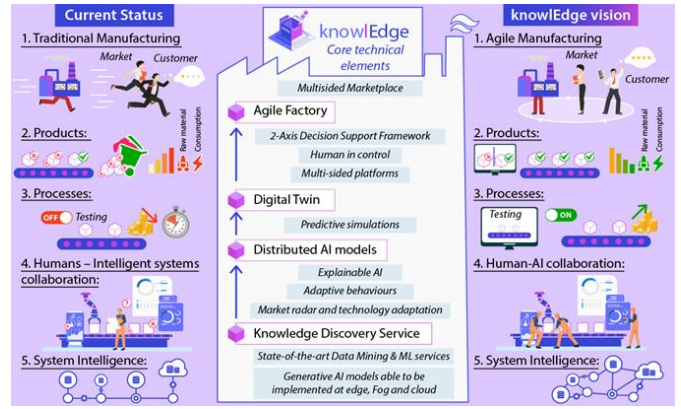 Current Status
1. Traditional Manufacturing
Market
Customer
2. Products:
Raw material
Consumption
3. Processes:
OFF
Testing
4. Humans – Intelligent systems
collaboration:
5. System Intelligence:
knowlEdge
Core technical
elements
Multisided Marketplace
Agile Factory
2-Axis Decision Support Framework
Human in control
Multi-sided platforms
Digital Twin
Predictive simulations
Distributed AI models
Explainable AI
Adaptive behaviours
Market radar and technology adaptation
Knowledge Discovery Service
State-of-the-art Data Mining & ML services
Generative AI models able to be
implemented at edge, Fog and cloud
knowlEdge vision
1. Agile Manufacturing
Market
Customer
2. Products:
Raw material
Consumption
3. Processes:
Testing
ON
4. Human-AI collaboration:
5. System Intelligence: